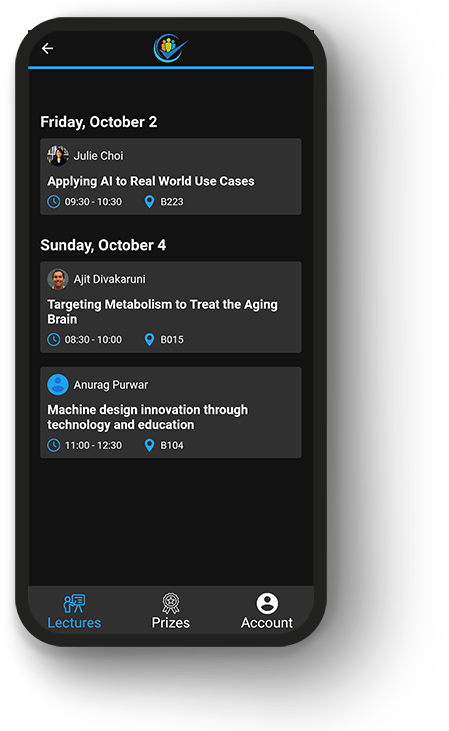 Friday, October 2
Julie Choi
Applying AI to Real World Use Cases
09:30 - 10:30 B223
Sunday, October 4
Ajit Divakaruni
Targeting Metabolism to Treat the Aging
Brain
08:30 - 10:00 B015
Anurag Purwar
Machine design innovation through
technology and education
11:00 - 12:30 B104
Lectures Prizes Account